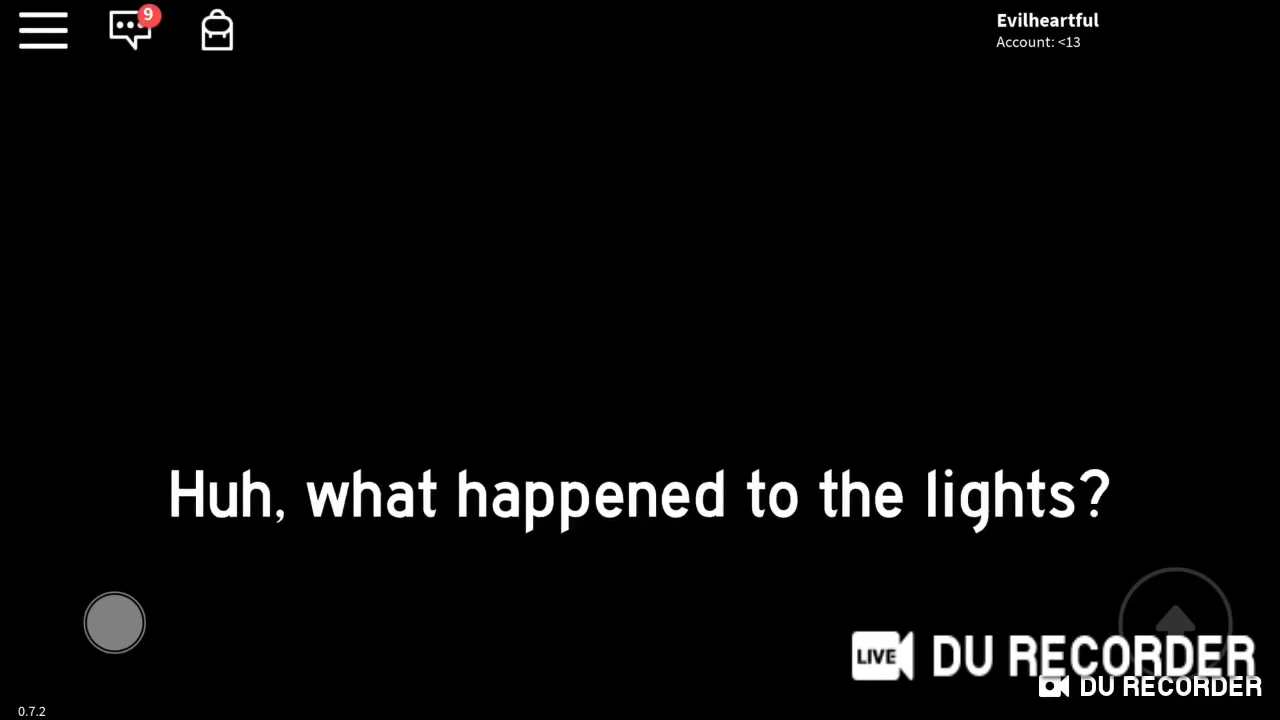 9
Evilheartful
Account: <13
Huh, what happened to the lights?
LIVE DU RECORDER
DU RECORDER
0.7.2